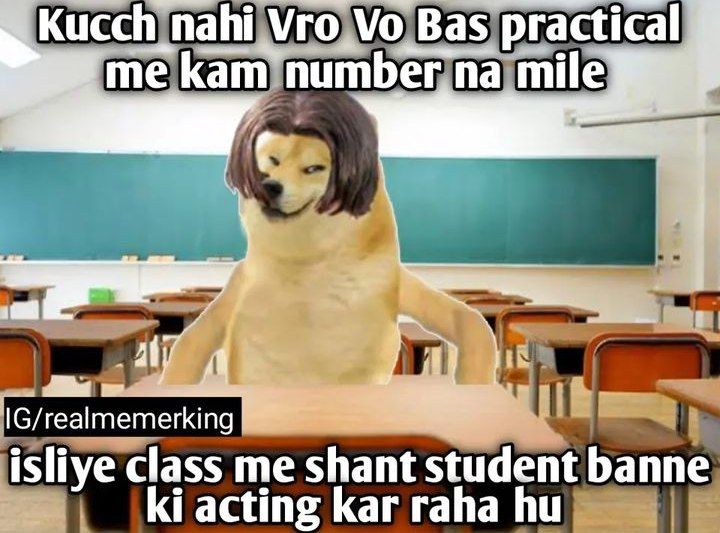 Kucch nahi Vro Vo Bas practical
me kam number na mile
IG/realmemerking
isliye class me shant student banne
ki acting kar raha hu